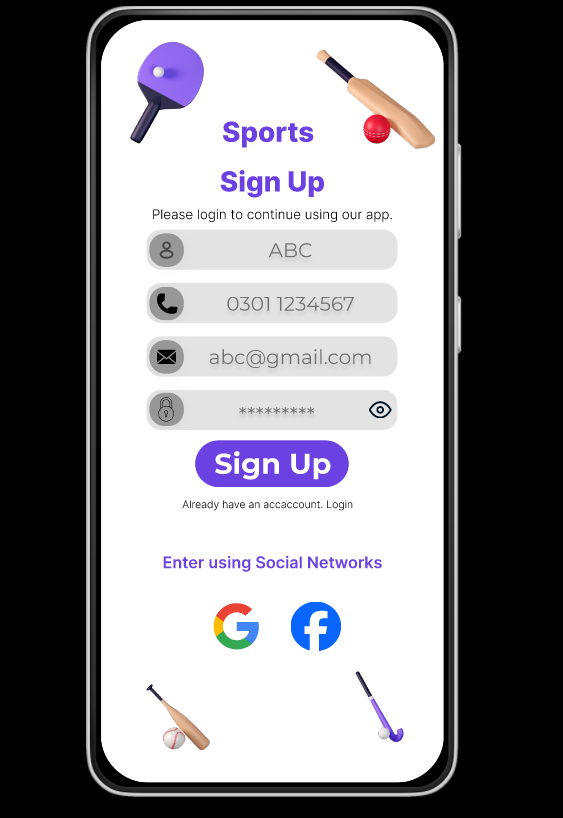 Sports
Sign Up
Please login to continue using our app.
ABC
0301 1234567
abc@gmail.com
*********
Sign Up
Already have an accaccount. Login
Enter using Social Networks